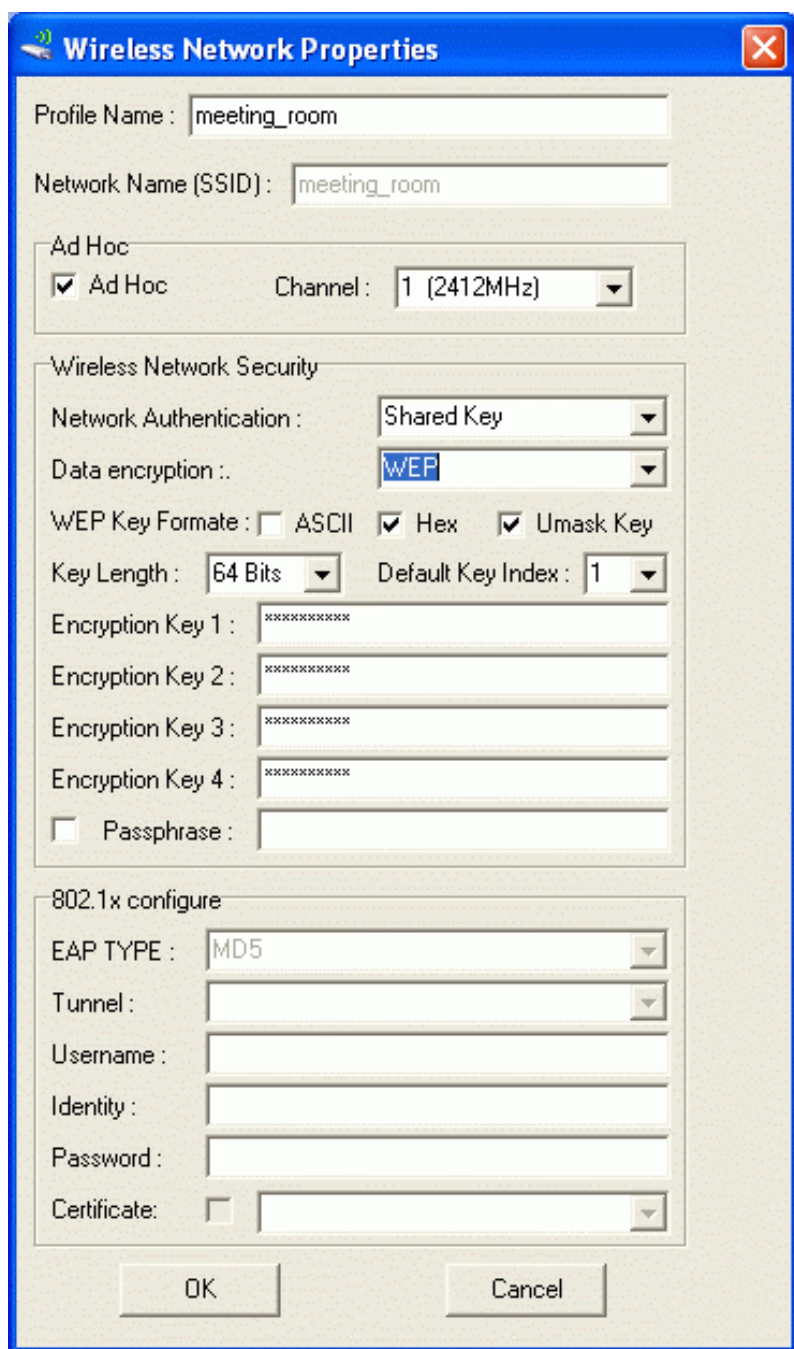 Wireless Network Properties
Profile Name : meeting_room
Network Name (SSID) : meeting_room
Ad Hoc
Ad Hoc Channel : 1 (2412MHz)
Wireless Network Security
Network Authentication : Shared Key
Data encryption :. WEP
WEP Key Formate : ASCII Hex Umask Key
Key Length : 64 Bits Default Key Index : 1
Encryption Key 1 : **********
Encryption Key 2 : **********
Encryption Key 3 : **********
Encryption Key 4 : **********
Passphrase :
802.1x configure
EAP TYPE : MD5
Tunnel :
Username :
Identity :
Password :
Certificate:
OK Cancel